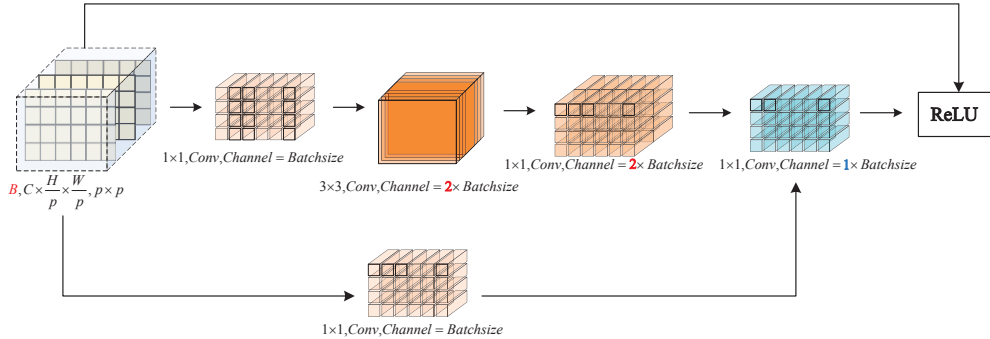 ReLU
1×1,Conv,Channel = Batchsize
1×1,Conv,Channel = 2× Batchsize
1×1,Conv,Channel = 1× Batchsize
B, C × H/p × W/p, p × p
3×3,Conv,Channel = 2× Batchsize
1×1,Conv,Channel = Batchsize